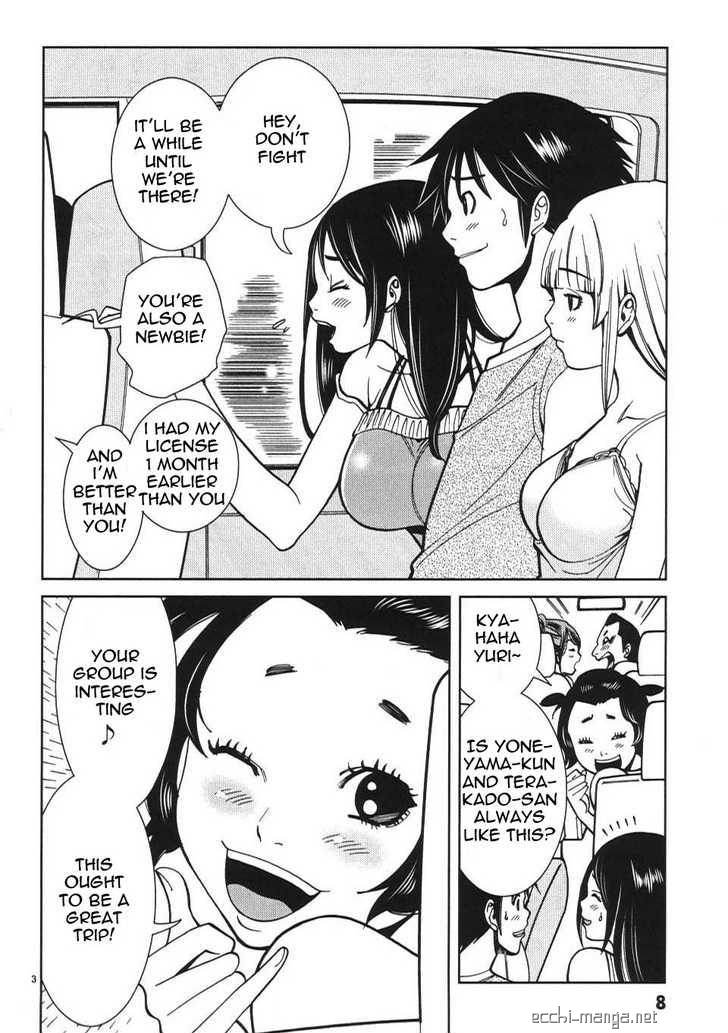 HEY,
DON'T
FIGHT
IT'LL BE
A WHILE
UNTIL
WE'RE
THERE!
YOU'RE
ALSO A
NEWBIE!
I HAD MY
LICENSE
1 MONTH
EARLIER
THAN YOU
AND
I'M
BETTER
THAN
YOU!
KYA-
HAHA
YURI~
IS YONE-
YAMA-KUN
AND TERA-
KADO-SAN
ALWAYS
LIKE THIS?
YOUR
GROUP IS
INTERES-
TING
♪
THIS
OUGHT
TO BE A
GREAT
TRIP!
3
8
ecchi-manga.net